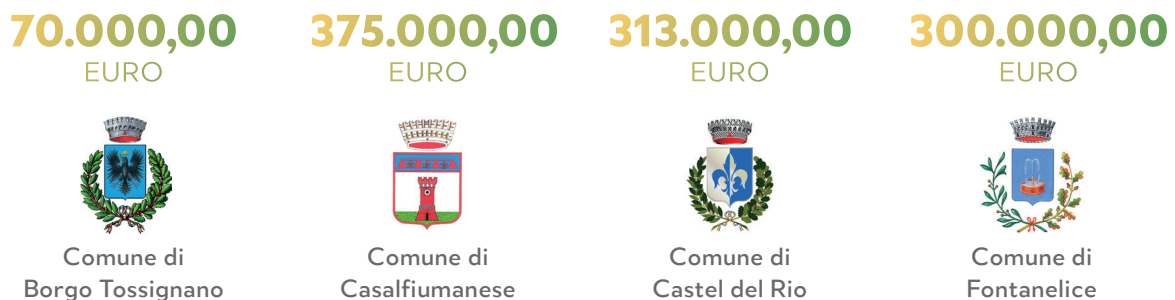 70.000,00
EURO
Comune di
Borgo Tossignano
375.000,00
EURO
Comune di
Casalfiumanese
313.000,00
EURO
Comune di
Castel del Rio
300.000,00
EURO
Comune di
Fontanelice